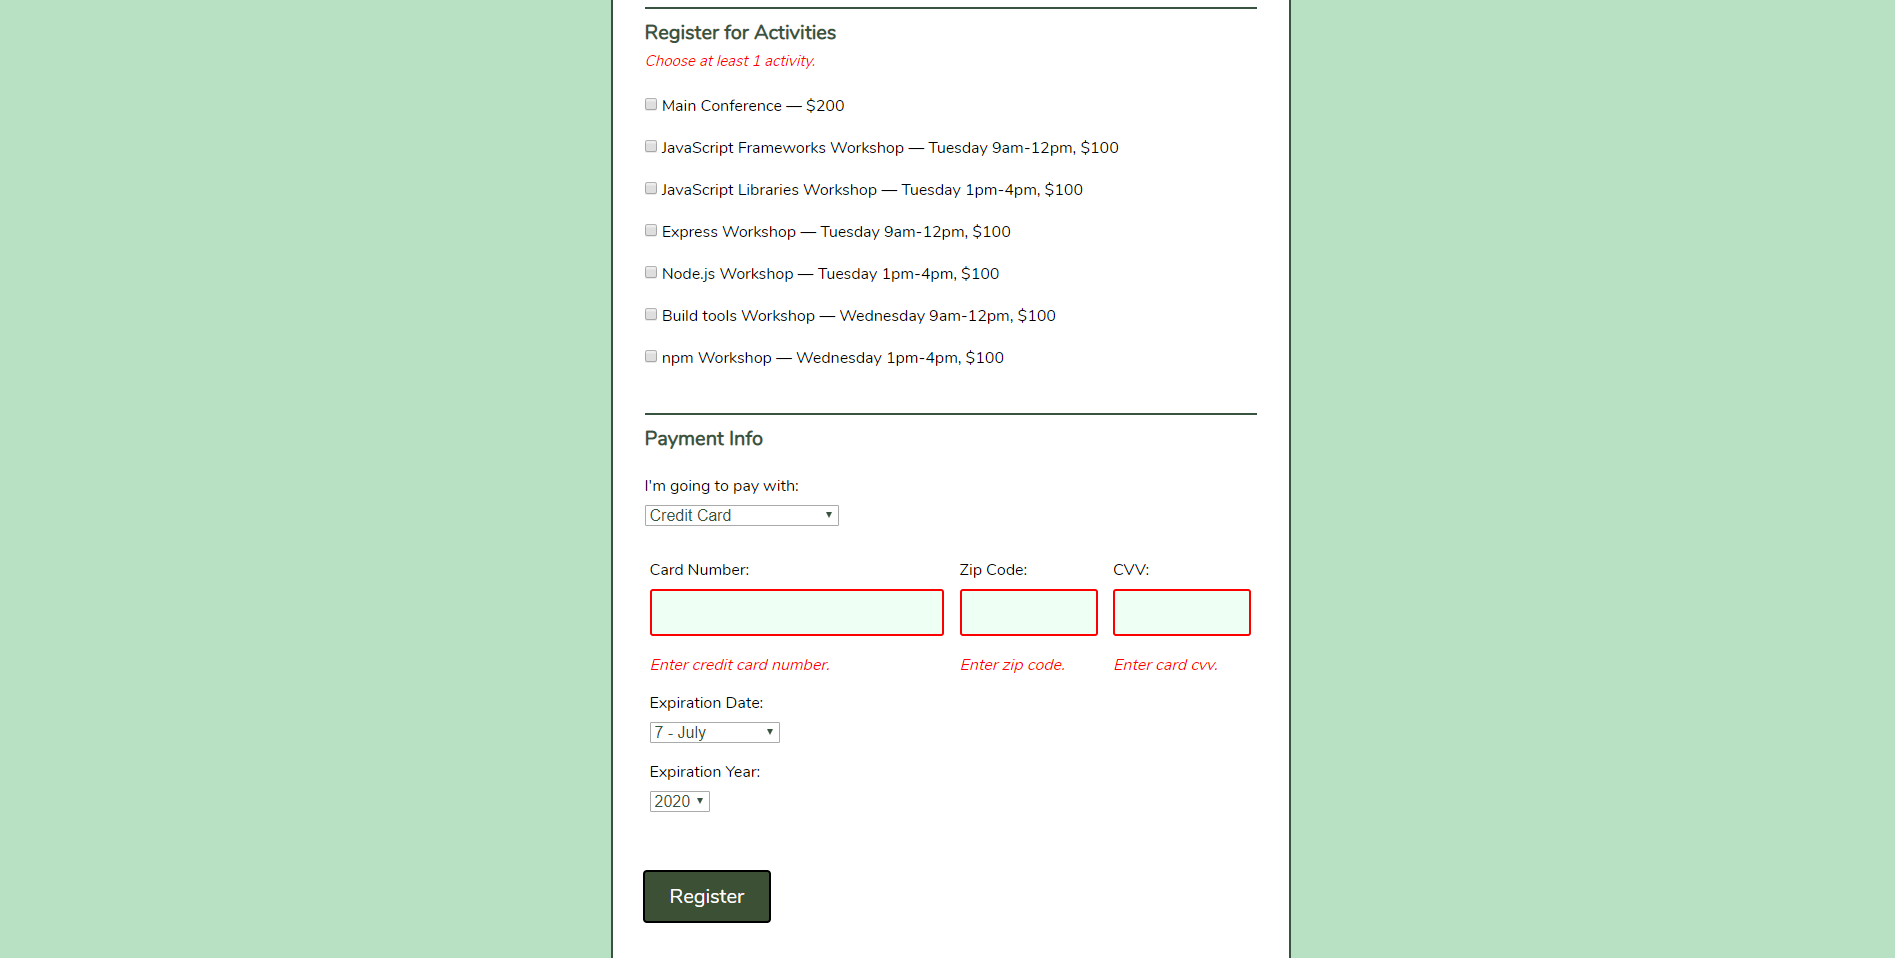 Register for Activities
Choose at least 1 activity.
Main Conference — $200
JavaScript Frameworks Workshop — Tuesday 9am-12pm, $100
JavaScript Libraries Workshop — Tuesday 1pm-4pm, $100
Express Workshop — Tuesday 9am-12pm, $100
Node.js Workshop — Tuesday 1pm-4pm, $100
Build tools Workshop — Wednesday 9am-12pm, $100
npm Workshop — Wednesday 1pm-4pm, $100
Payment Info
I'm going to pay with:
Credit Card
Card Number: Zip Code: CVV:
Enter credit card number. Enter zip code. Enter card cvv.
Expiration Date:
7 - July
Expiration Year:
2020
Register